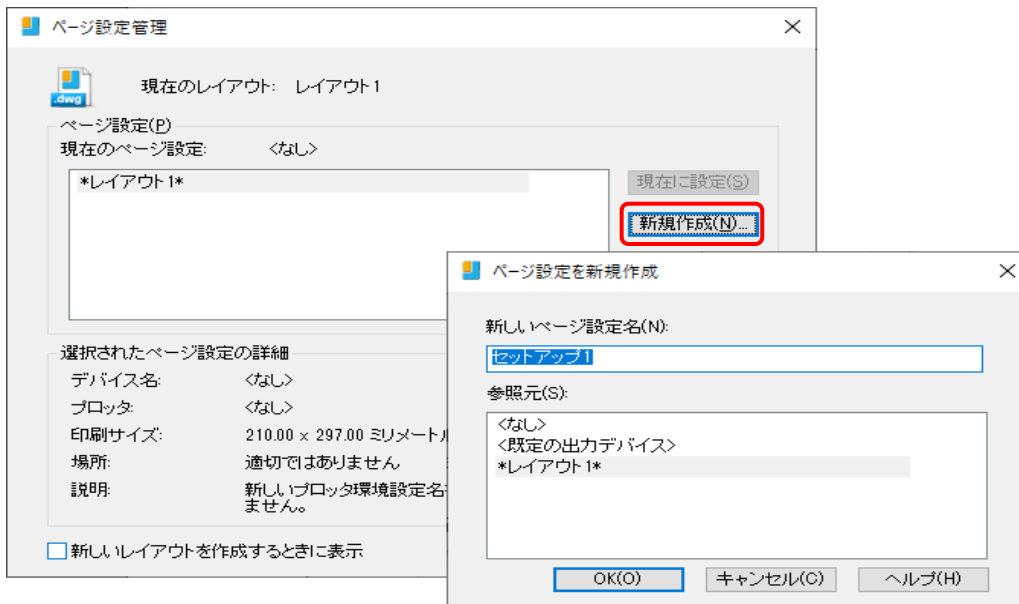 ページ設定管理
.dwg
現在のレイアウト: レイアウト1
ページ設定(P)
現在のページ設定: <なし>
*レイアウト1*
現在に設定(S)
新規作成(N)...
選択されたページ設定の詳細
デバイス名: <なし>
プロッタ: <なし>
印刷サイズ: 210.00 × 297.00 ミリメートル
場所: 適切ではありません
説明: 新しいプロッタ環境設定名
ません。
新しいレイアウトを作成するときに表示
ページ設定を新規作成
新しいページ設定名(N):
セットアップ1
参照元(S):
<なし>
<既定の出力デバイス>
*レイアウト1*
OK(O) キャンセル(C) ヘルプ(H)